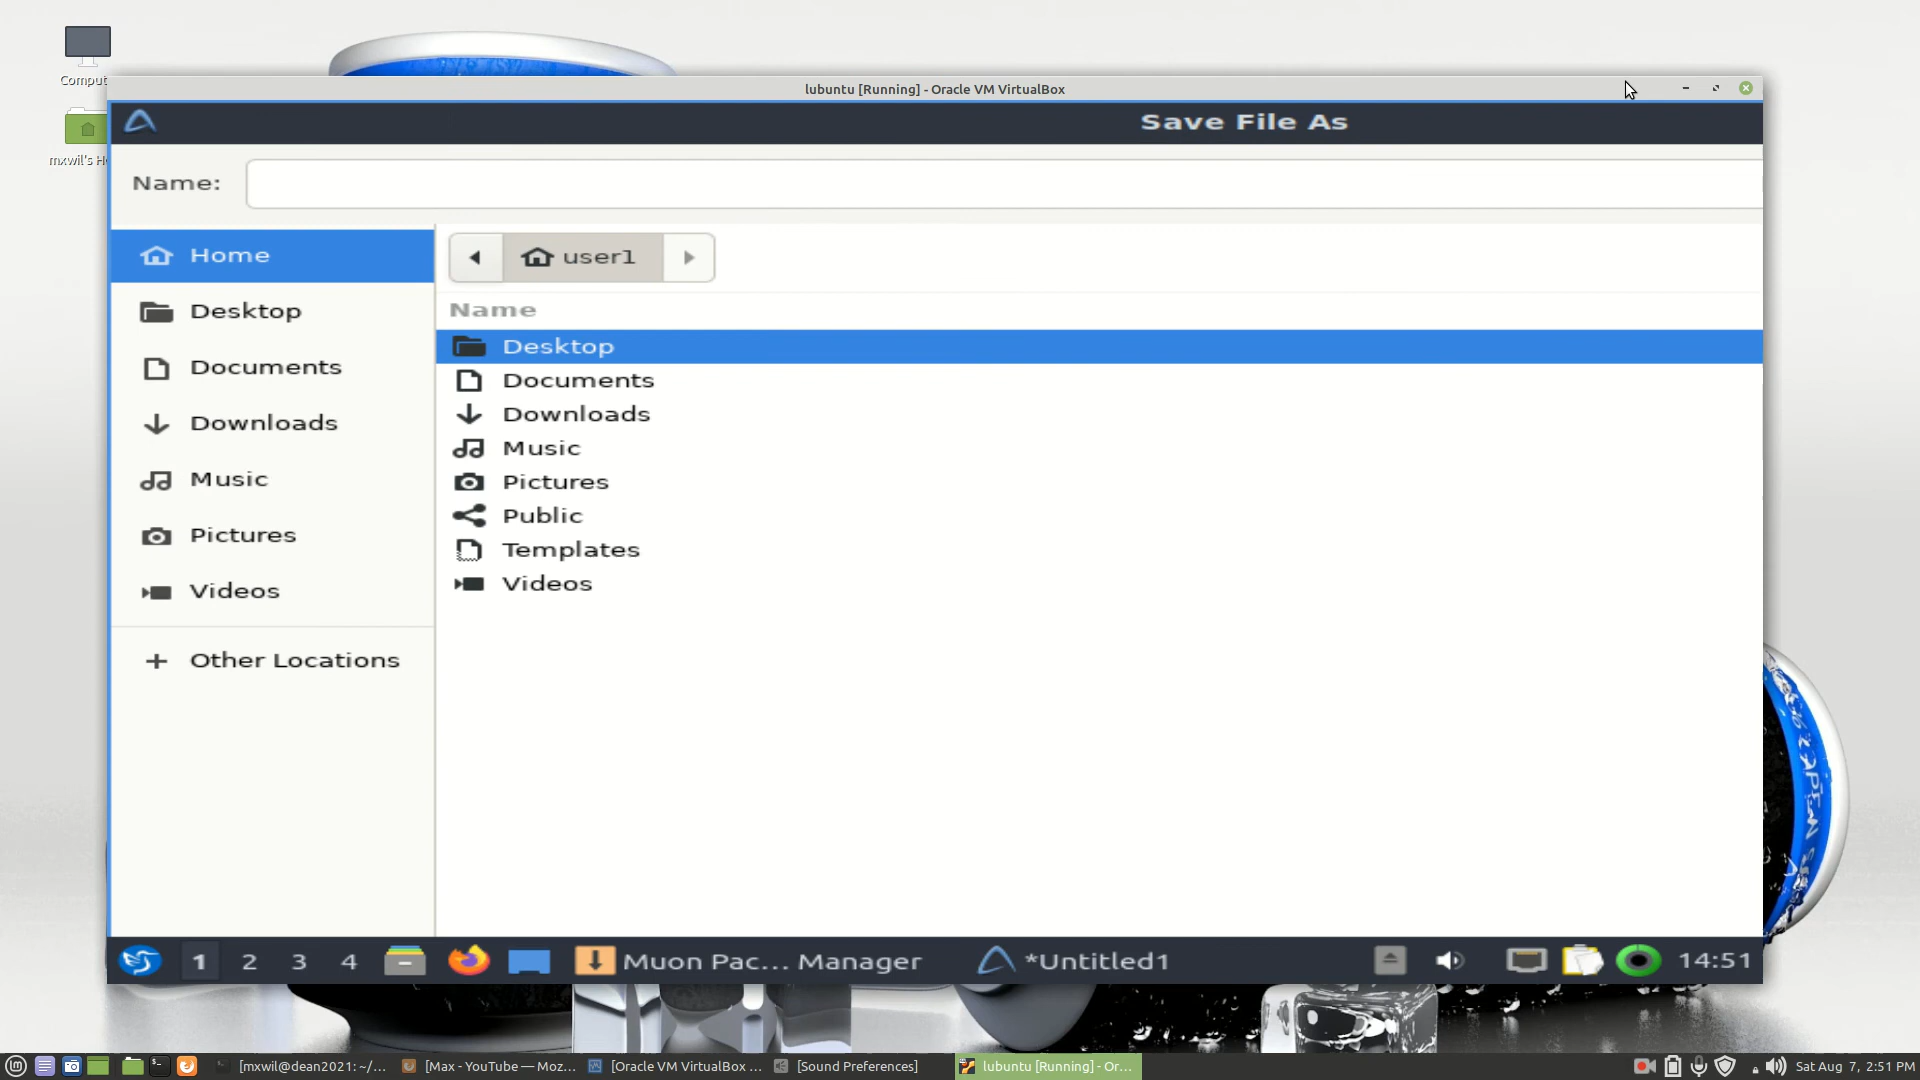 Comput
mxwil's H
lubuntu [Running] - Oracle VM VirtualBox
Save File As
Name:
Home
Desktop
Documents
Downloads
Music
Pictures
Videos
Other Locations
user1
Name
Desktop
Documents
Downloads
Music
Pictures
Public
Templates
Videos
1 2 3 4 Muon Pac... Manager *Untitled1 14:51
[mxwil@dean2021: ~/... [Max - YouTube — Moz... [Oracle VM VirtualBox ... [Sound Preferences] lubuntu [Running] - Or... Sat Aug 7, 2:51 PM